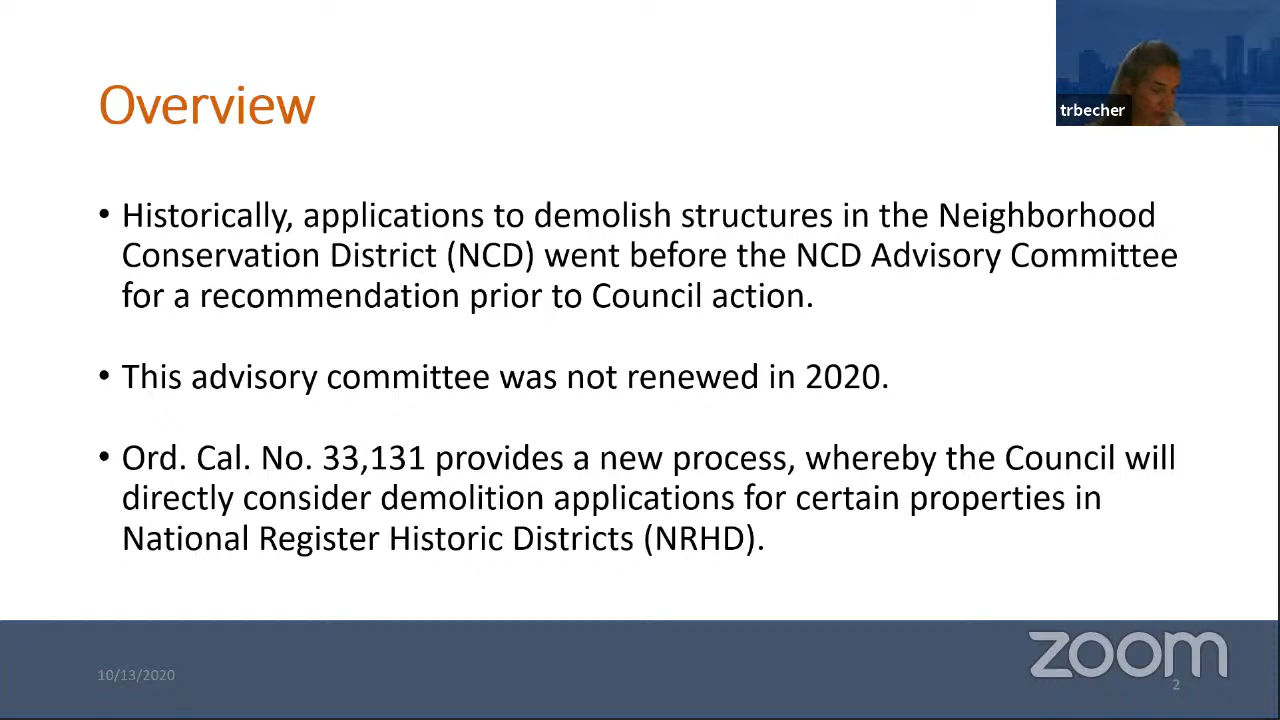 Overview
trbecher
• Historically, applications to demolish structures in the Neighborhood
Conservation District (NCD) went before the NCD Advisory Committee
for a recommendation prior to Council action.
• This advisory committee was not renewed in 2020.
• Ord. Cal. No. 33,131 provides a new process, whereby the Council will
directly consider demolition applications for certain properties in
National Register Historic Districts (NRHD).
10/13/2020
zoom
2